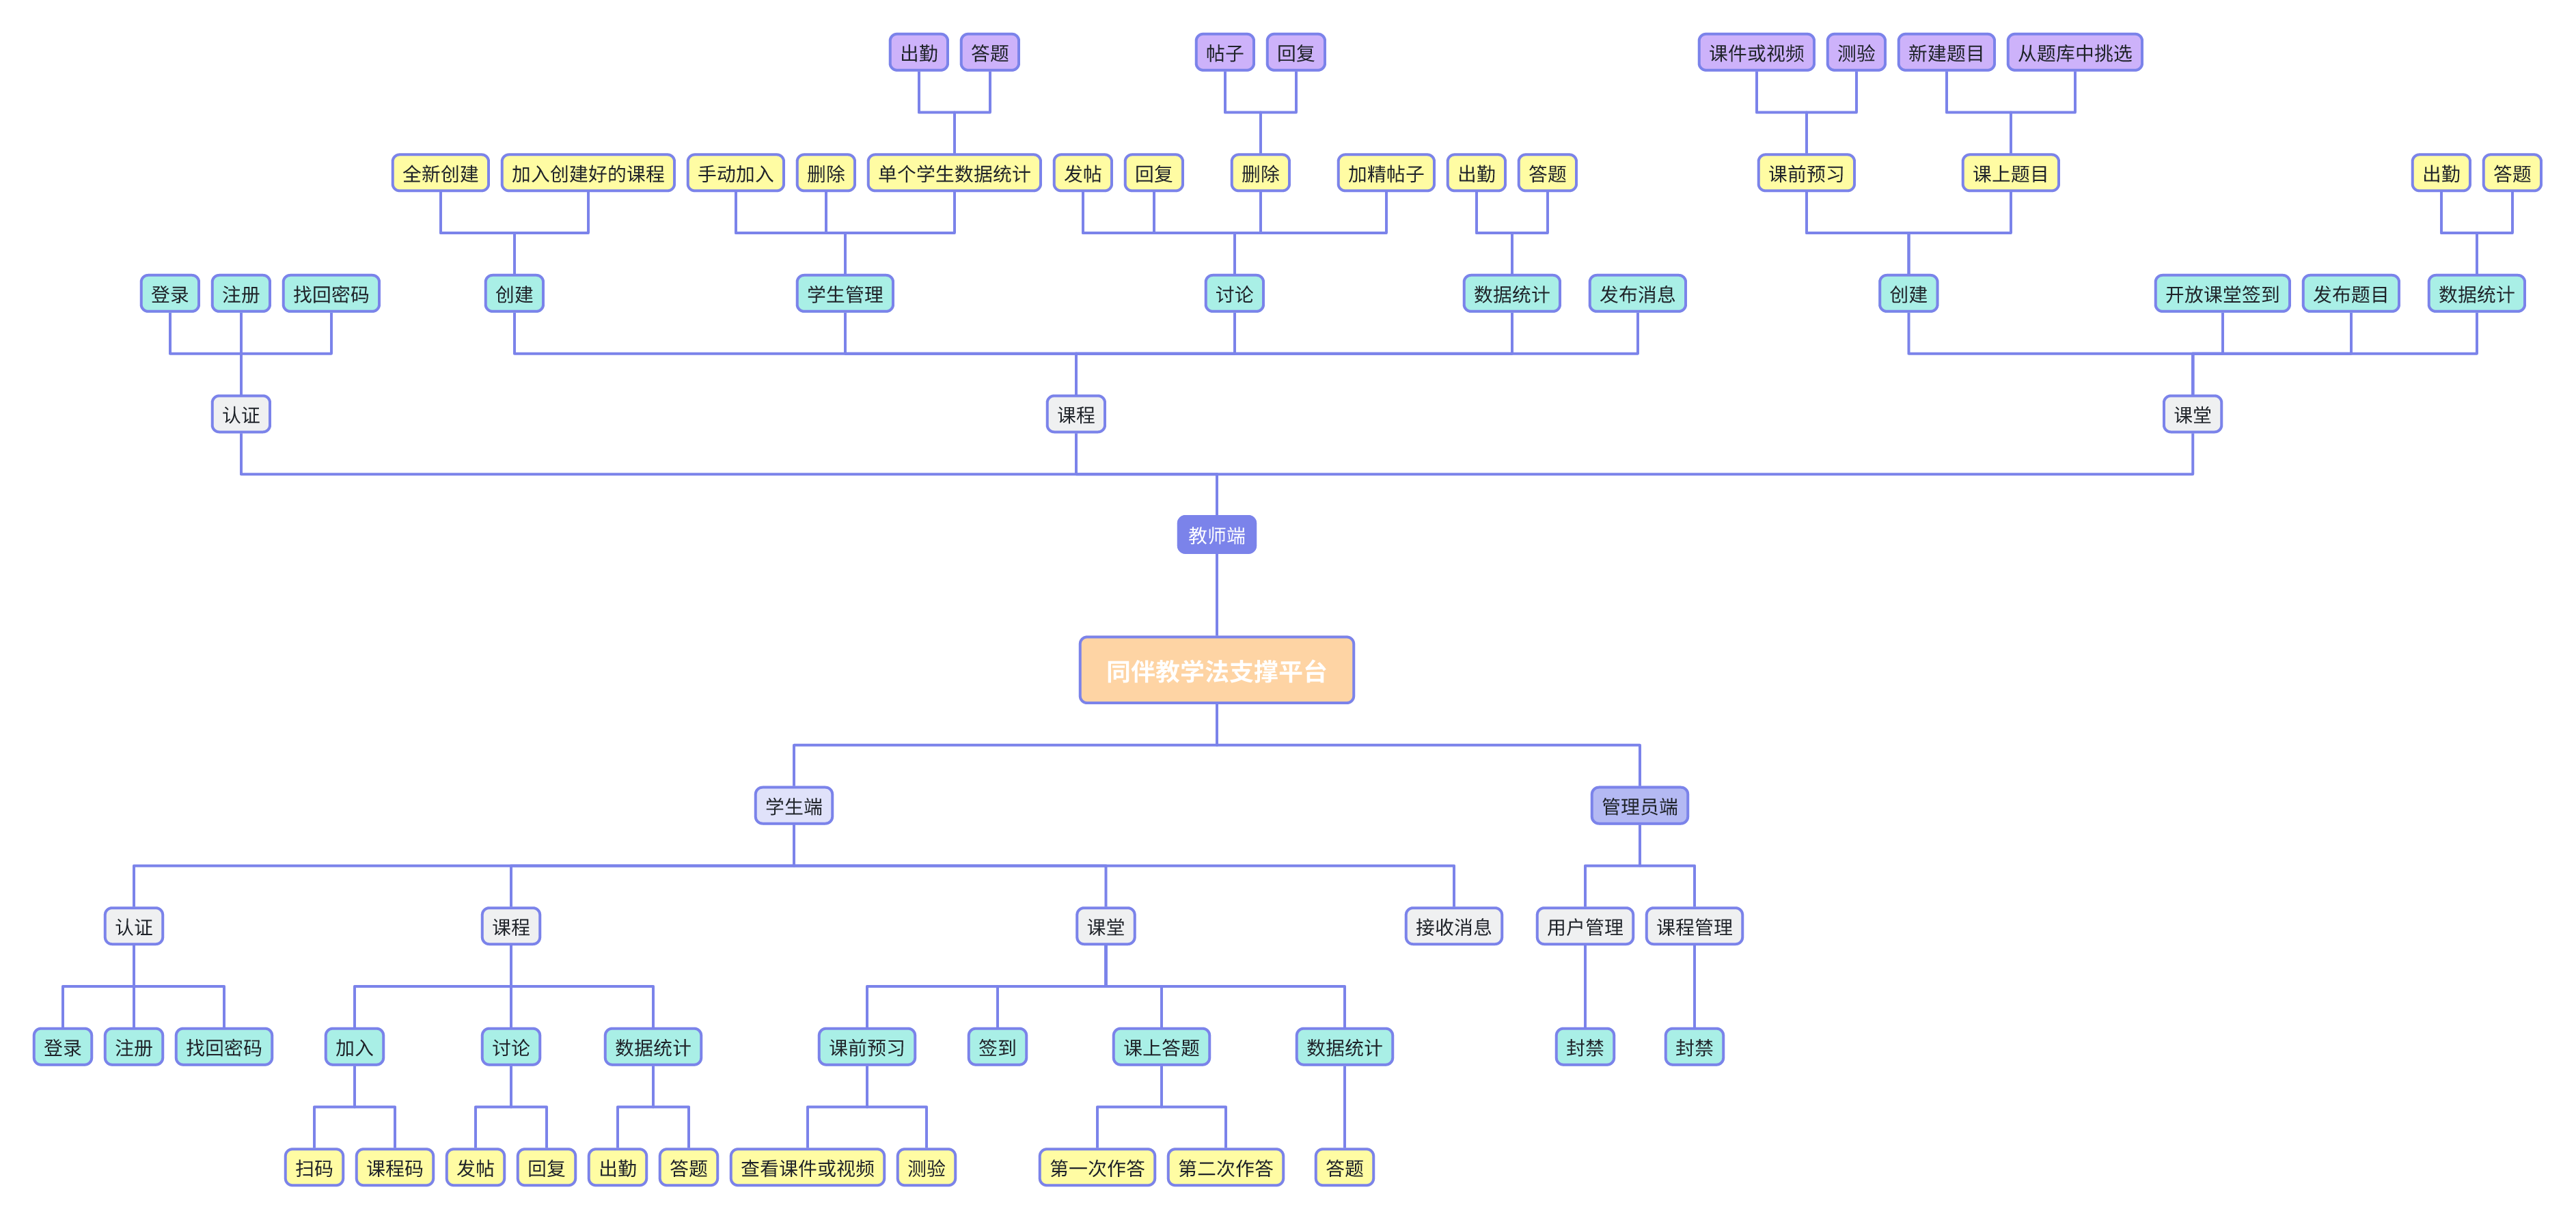 出勤 答题 帖子 回复 课件或视频 测验 新建题目 从题库中挑选
全新创建 加入创建好的课程 手动加入 删除 单个学生数据统计 发帖 回复 删除 加精帖子 出勤 答题 课前预习 课上题目 出勤 答题
登录 注册 找回密码 创建 学生管理 讨论 数据统计 发布消息 创建 开放课堂签到 发布题目 数据统计
认证 课程 课堂
教师端
同伴教学法支撑平台
学生端 管理员端
认证 课程 课堂 接收消息 用户管理 课程管理
登录 注册 找回密码 加入 讨论 数据统计 课前预习 签到 课上答题 数据统计 封禁 封禁
扫码 课程码 发帖 回复 出勤 答题 查看课件或视频 测验 第一次作答 第二次作答 答题